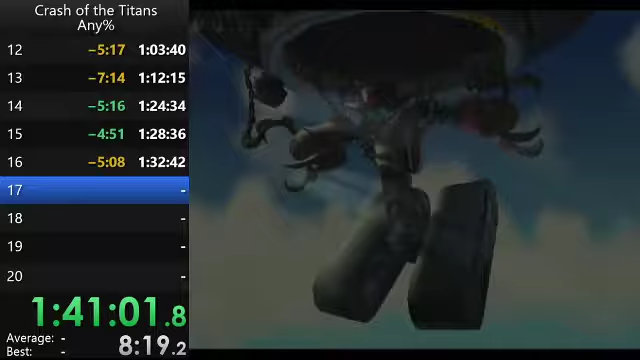 Crash of the Titans
Any%
12 −5:17 1:03:40
13 −7:14 1:12:15
14 −5:16 1:24:34
15 −4:51 1:28:36
16 −5:08 1:32:42
17 -
18 -
19 -
20 -
1:41:01.8
Average: -
Best: - 8:19.2